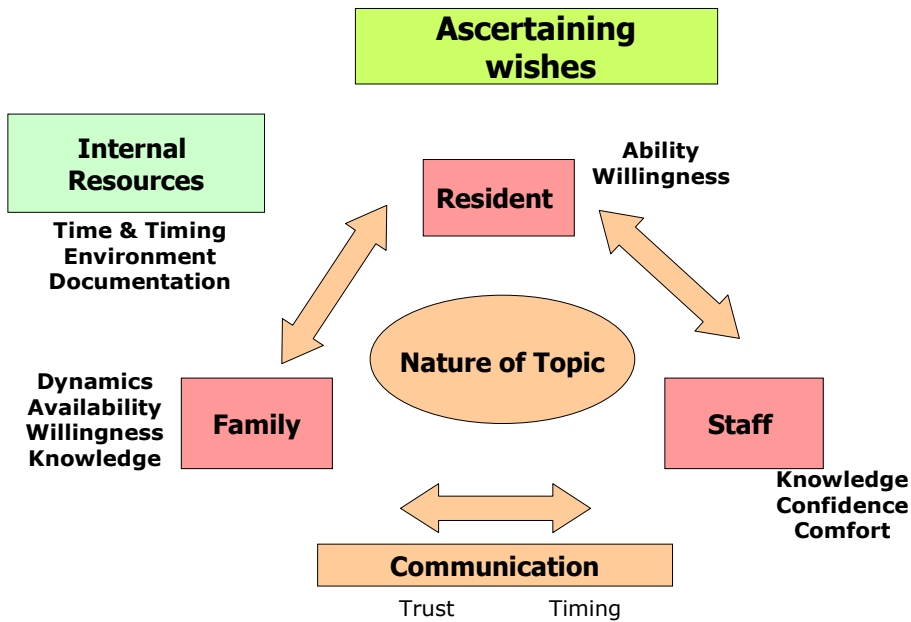 Ascertaining
wishes
Internal
Resources
Time & Timing
Environment
Documentation
Resident
Ability
Willingness
Nature of Topic
Dynamics
Availability
Willingness
Knowledge
Family
Staff
Knowledge
Confidence
Comfort
Communication
Trust Timing